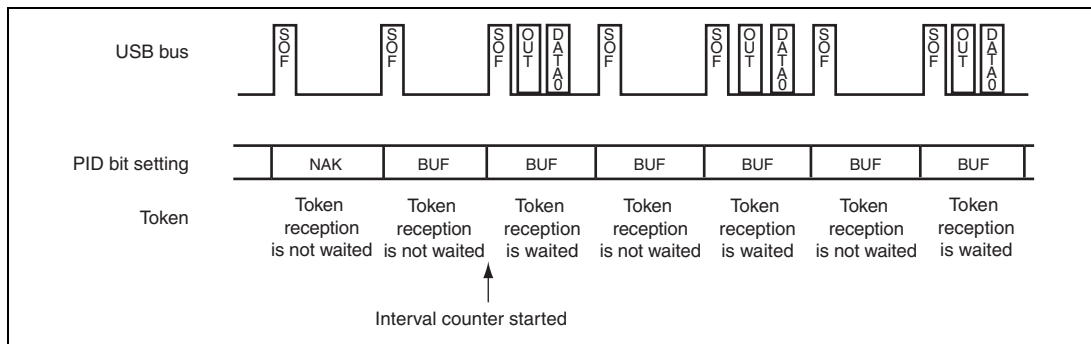 USB bus
SOF SOF SOF OUT DATA0 SOF SOF OUT DATA0 SOF SOF OUT DATA0
PID bit setting
NAK BUF BUF BUF BUF BUF BUF
Token
Token Token Token Token Token Token Token
reception reception reception reception reception reception reception
is not waited is not waited is waited is not waited is waited is not waited is waited
Interval counter started